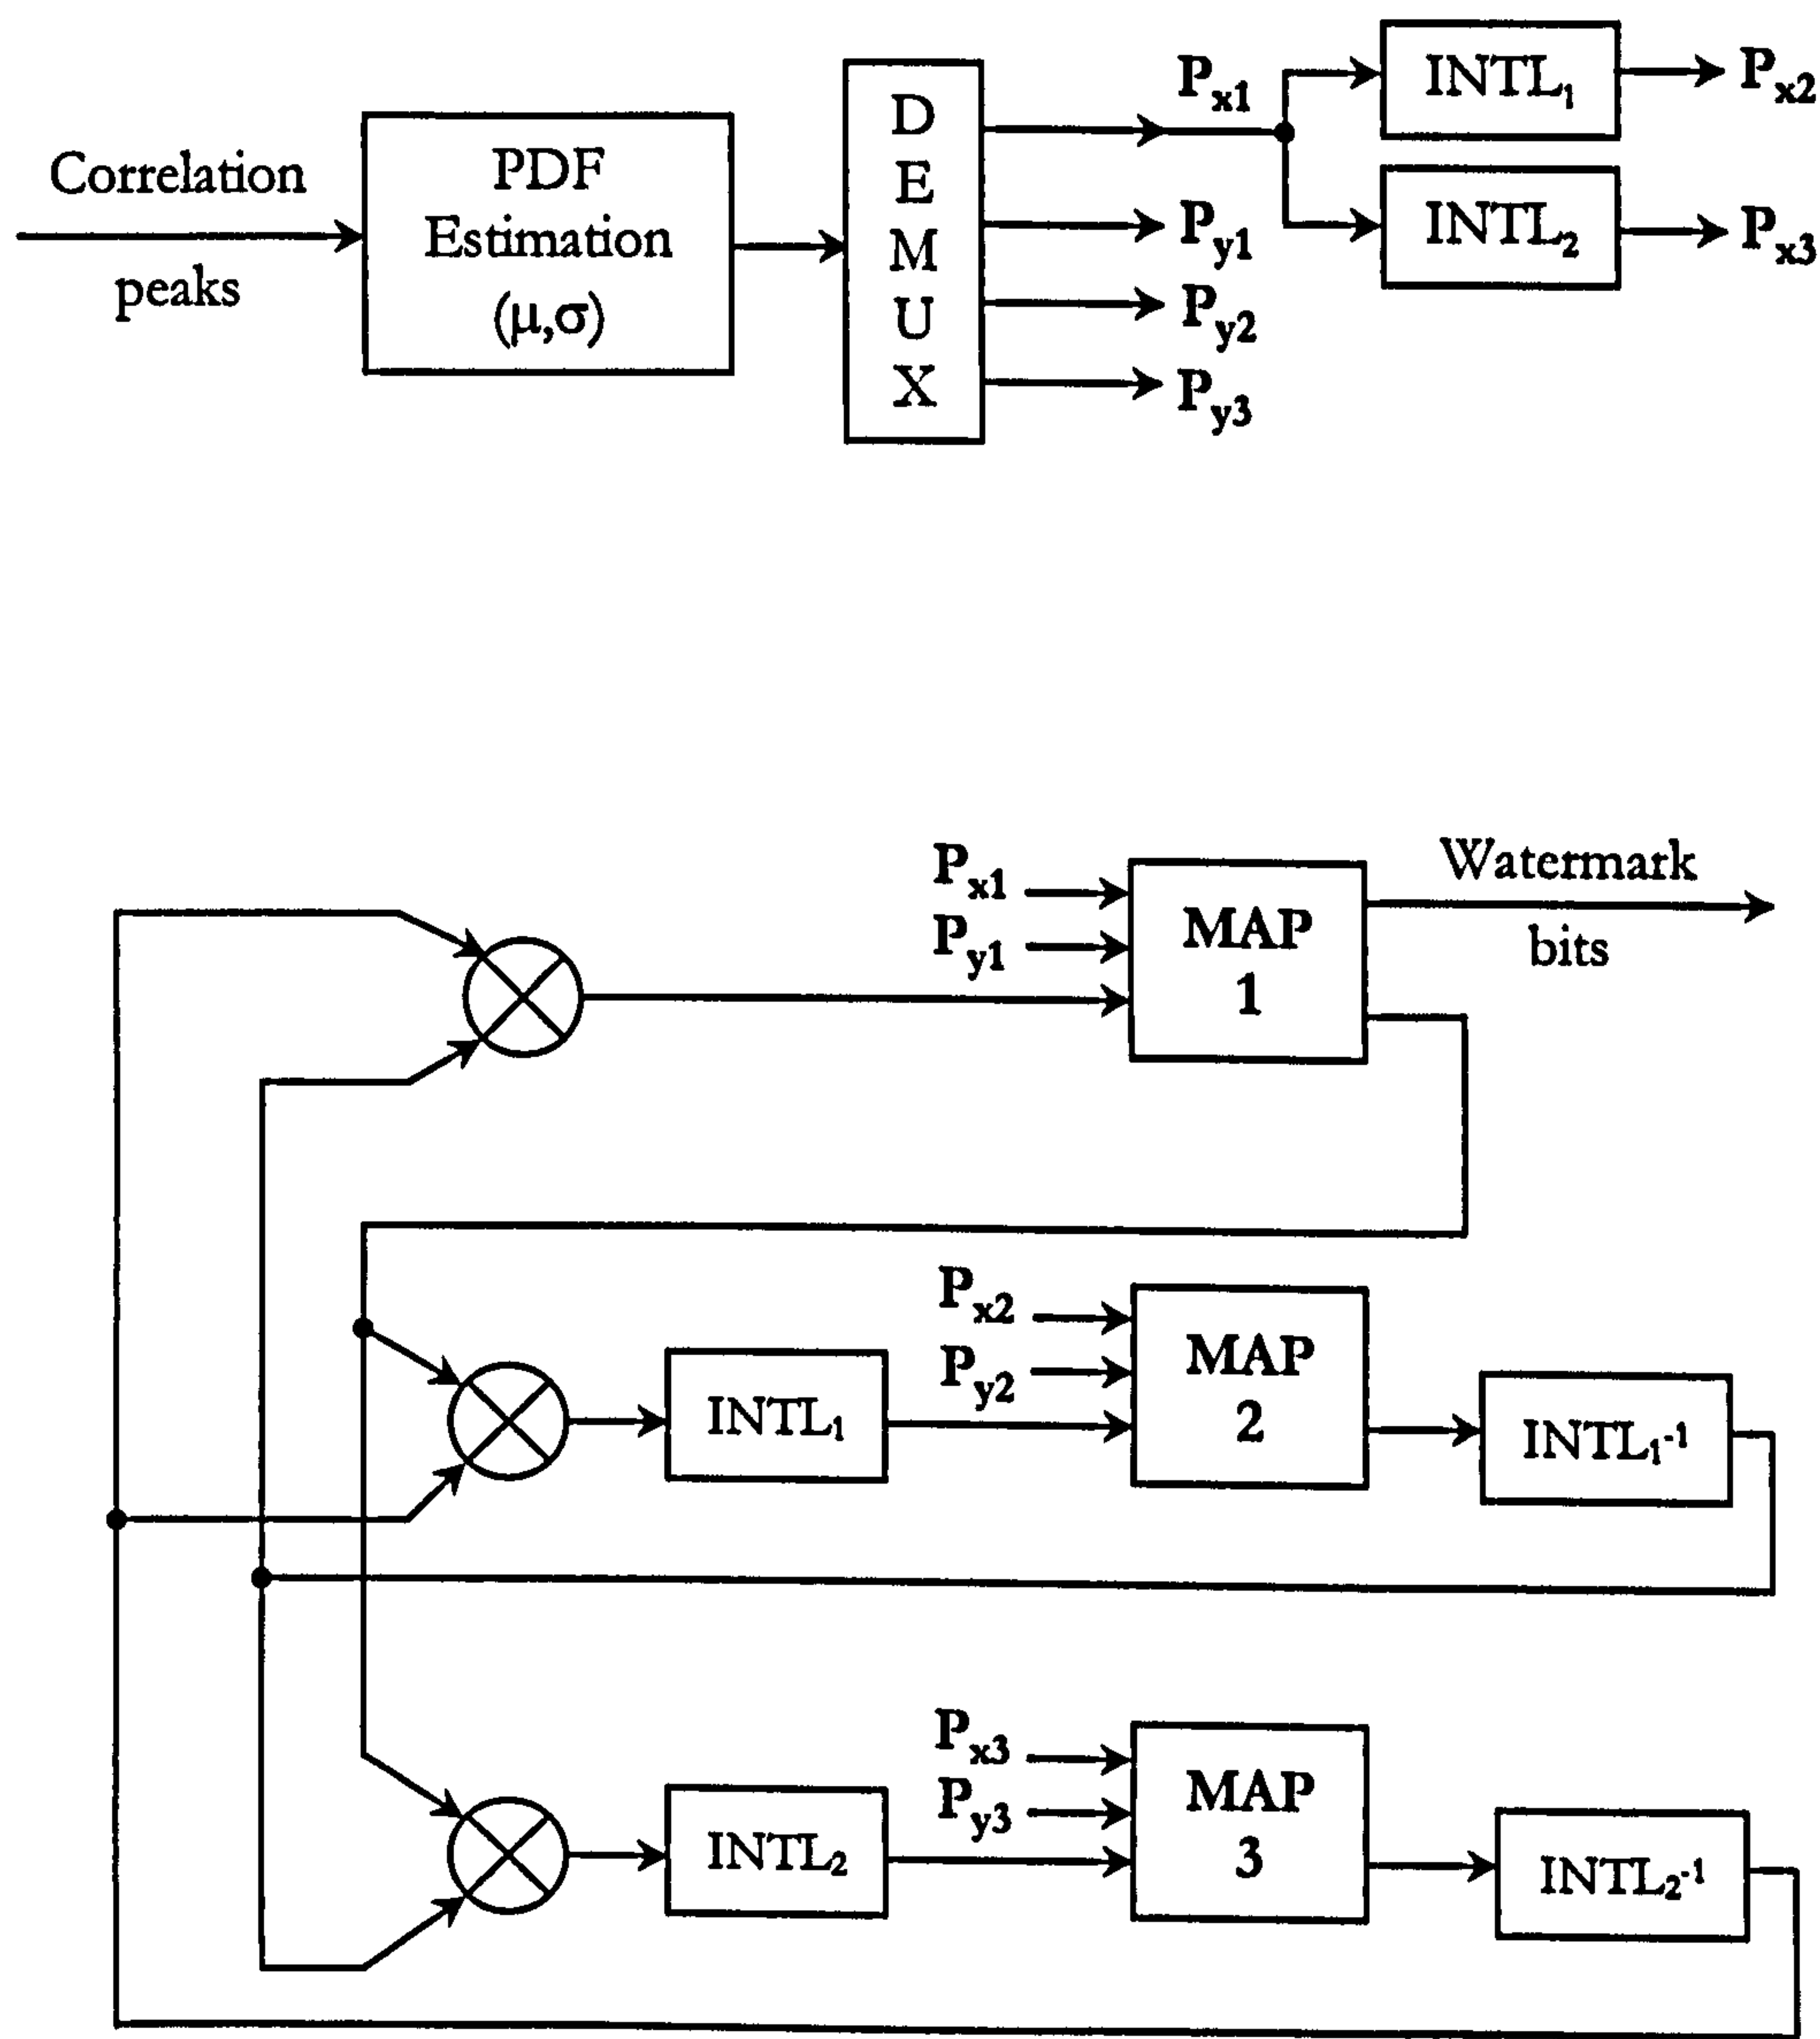 Correlation
peaks
PDF
Estimation
(μ,σ)
D
E
M
U
X
Px1
Py1
Py2
Py3
INTL1
Px2
INTL2
Px3
Px1
Py1
MAP
1
Watermark
bits
INTL1
Px2
Py2
MAP
2
INTL1-1
INTL2
Px3
Py3
MAP
3
INTL2-1